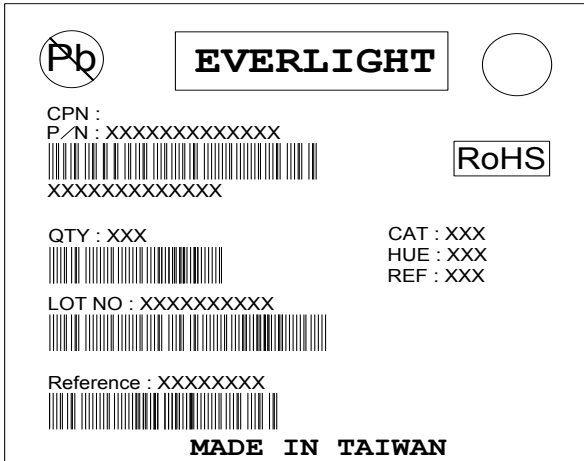 Pb
EVERLIGHT
CPN :
P/N : XXXXXXXXXXXXX
RoHS
XXXXXXXXXXXXX
QTY : XXX
CAT : XXX
HUE : XXX
REF : XXX
LOT NO : XXXXXXXXXX
Reference : XXXXXXXX
MADE IN TAIWAN